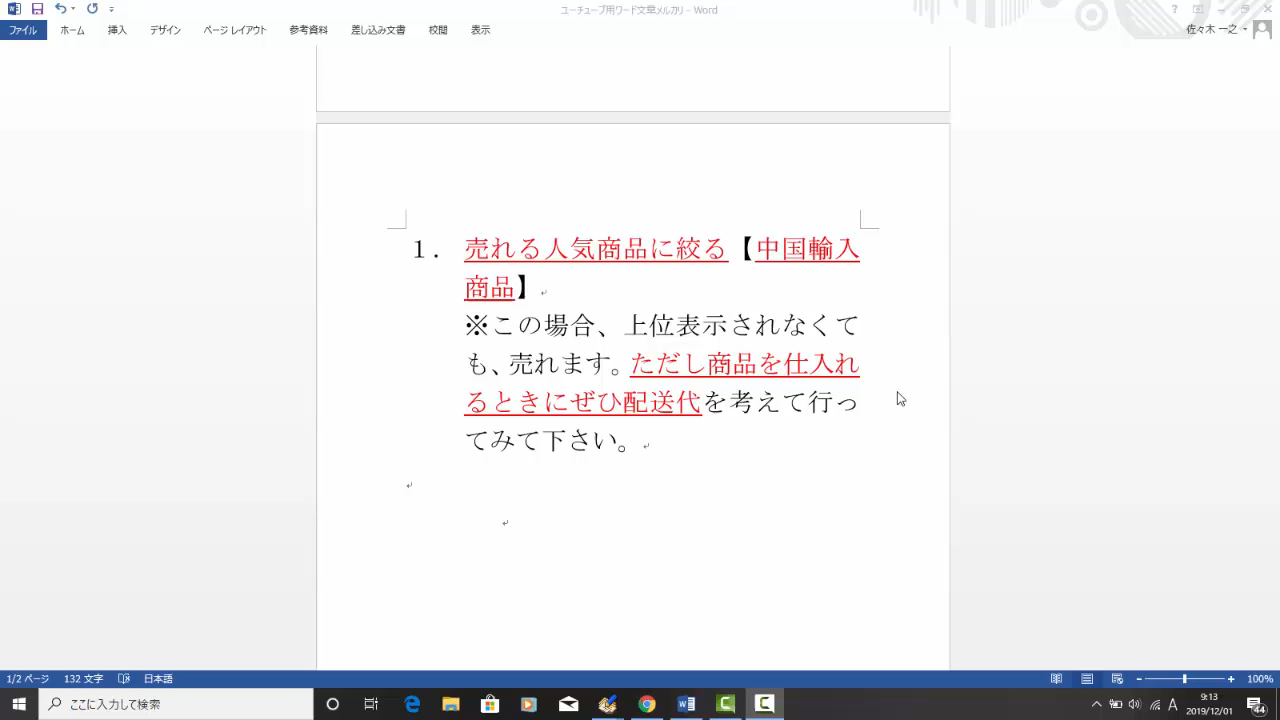 ユーチューブ用ワード文章メルカリ - Word
ファイル ホーム 挿入 デザイン ページ レイアウト 参考資料 差し込み文書 校閲 表示 佐々木 一之
１． 売れる人気商品に絞る【中国輸入
商品】
※この場合、上位表示されなくて
も、売れます。ただし商品を仕入れ
るときにぜひ配送代を考えて行っ
てみて下さい。
1/2 ページ 132 文字 日本語 100%
ここに入力して検索
A 9:13
2019/12/01 44